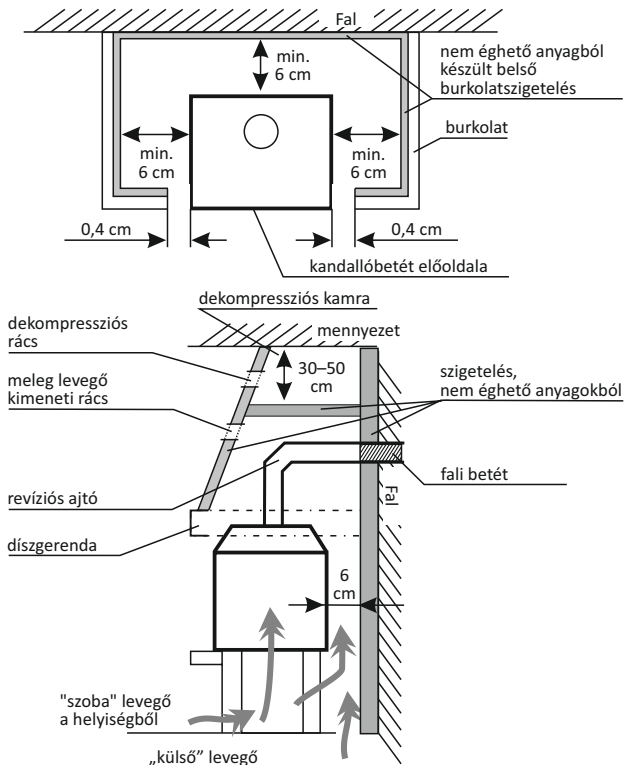 Fal
min.
6 cm
nem éghető anyagból
készült belső
burkolatszigetelés
burkolat
min.
6 cm
min.
6 cm
0,4 cm
0,4 cm
kandallóbetét előoldala
dekompressziós kamra
mennyezet
dekompressziós
rács
30–50
cm
szigetelés,
nem éghető anyagokból
meleg levegő
kimeneti rács
fali betét
revíziós ajtó
Fal
díszgerenda
6
cm
"szoba" levegő
a helyiségből
„külső” levegő